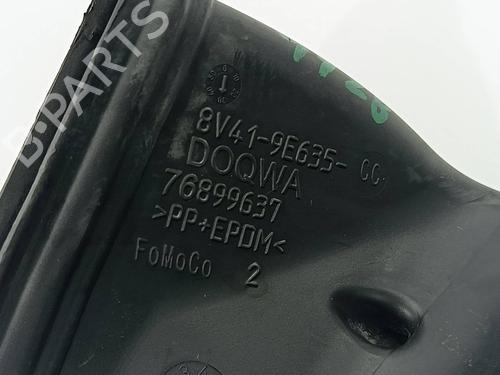 8V41-9E635- CC
DOQWA
76899637
>PP+EPDM<
FoMoCo 2
B-PARTS